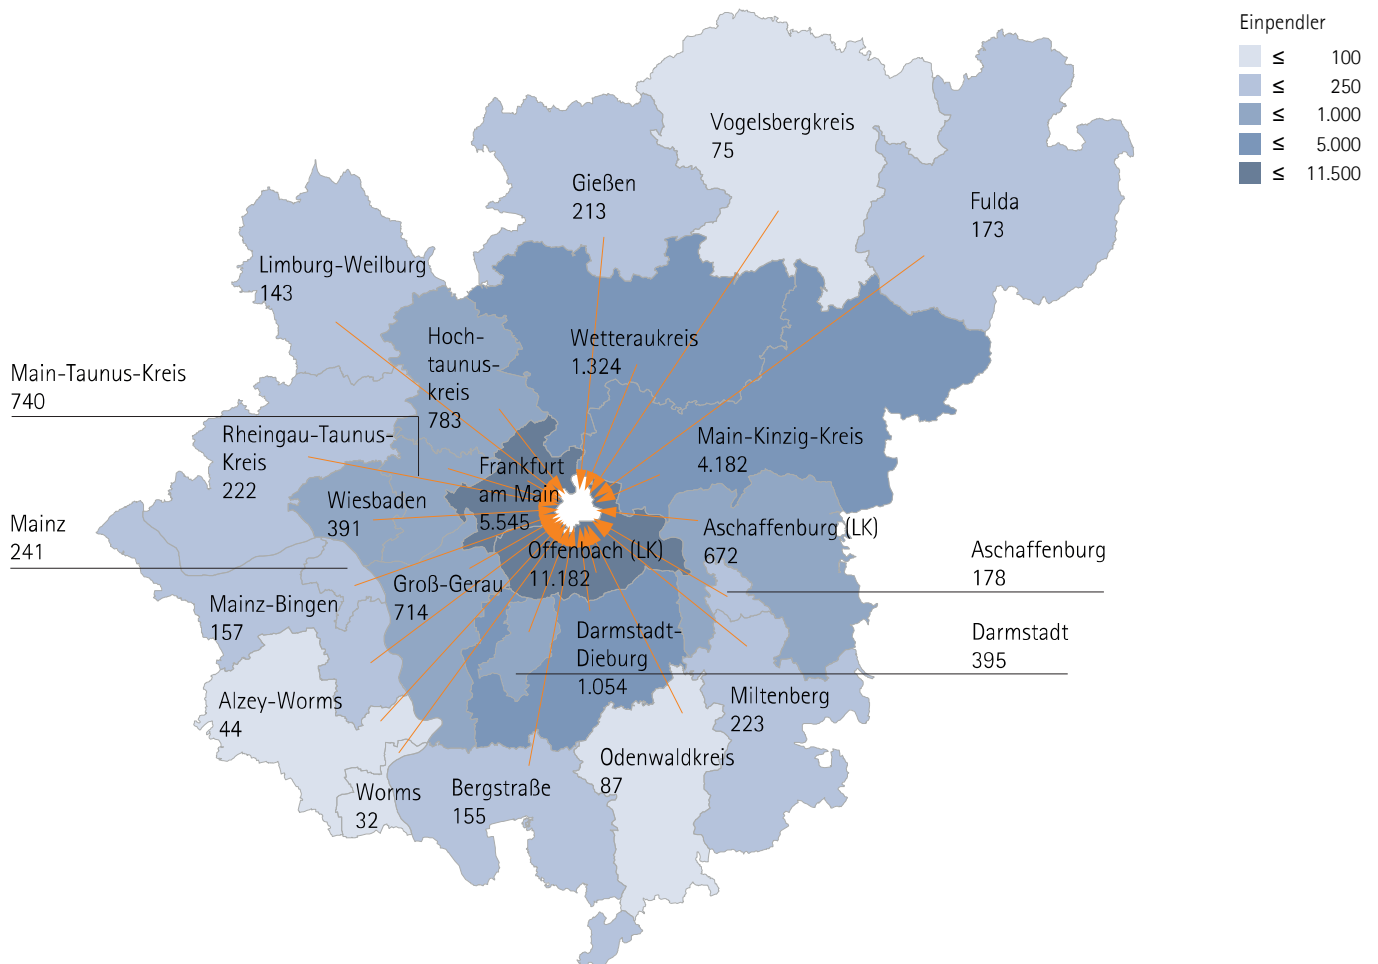 Einpendler
≤ 100
≤ 250
≤ 1.000
≤ 5.000
≤ 11.500
Vogelsbergkreis
75
Gießen
213
Fulda
173
Limburg-Weilburg
143
Hoch-
taunus-
kreis
783
Wetteraukreis
1.324
Main-Taunus-Kreis
740
Rheingau-Taunus-
Kreis
222
Main-Kinzig-Kreis
4.182
Frankfurt
am Main
5.545
Wiesbaden
391
Mainz
241
Aschaffenburg (LK)
672
Offenbach (LK)
11.182
Aschaffenburg
178
Groß-Gerau
714
Mainz-Bingen
157
Darmstadt-
Dieburg
1.054
Darmstadt
395
Alzey-Worms
44
Miltenberg
223
Odenwaldkreis
87
Worms
32
Bergstraße
155